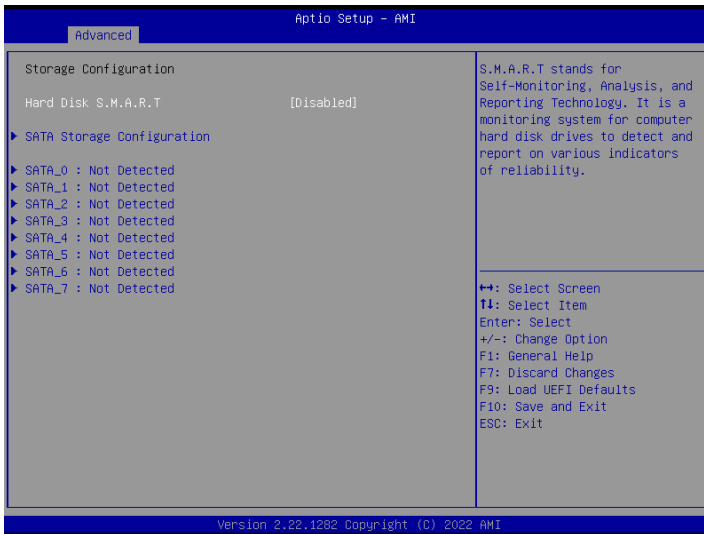 Aptio Setup – AMI
Advanced
Storage Configuration
Hard Disk S.M.A.R.T [Disabled]
SATA Storage Configuration
SATA_0 : Not Detected
SATA_1 : Not Detected
SATA_2 : Not Detected
SATA_3 : Not Detected
SATA_4 : Not Detected
SATA_5 : Not Detected
SATA_6 : Not Detected
SATA_7 : Not Detected
S.M.A.R.T stands for
Self-Monitoring, Analysis, and
Reporting Technology. It is a
monitoring system for computer
hard disk drives to detect and
report on various indicators
of reliability.
↔: Select Screen
↑↓: Select Item
Enter: Select
+/-: Change Option
F1: General Help
F7: Discard Changes
F9: Load UEFI Defaults
F10: Save and Exit
ESC: Exit
Version 2.22.1282 Copyright (C) 2022 AMI